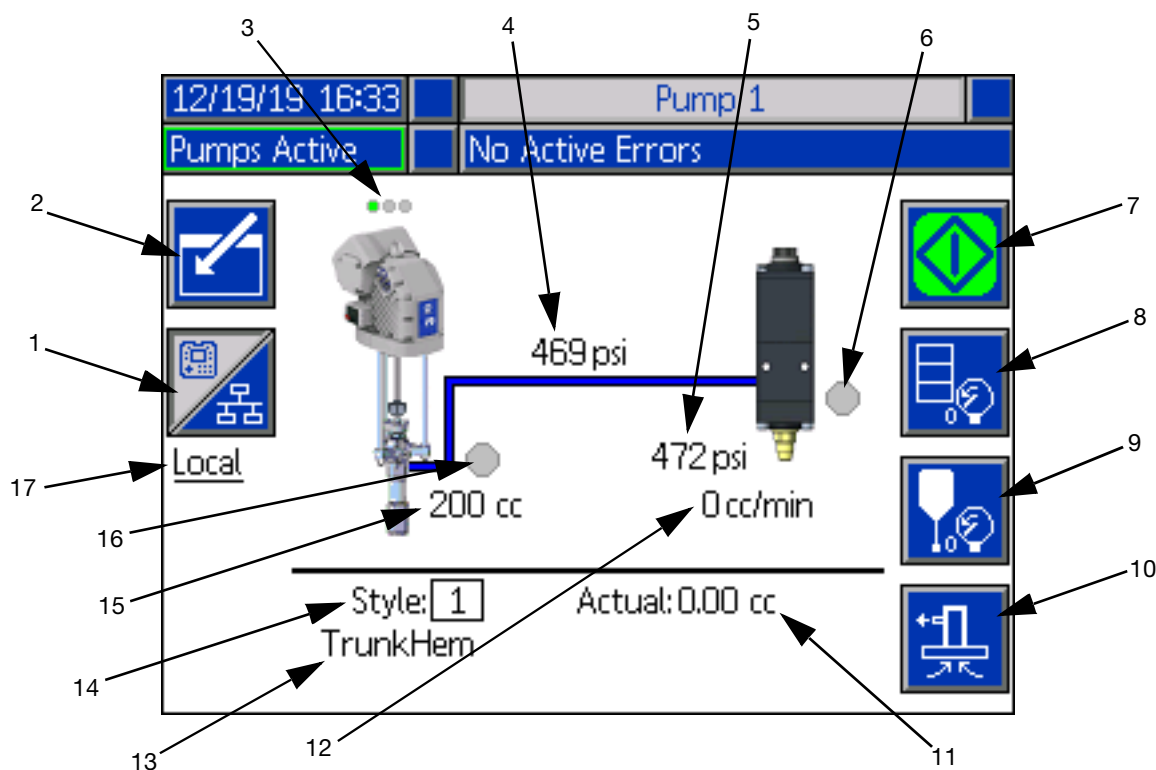 3
4
5
6
12/19/19 16:33
Pump 1
Pumps Active
No Active Errors
2
7
1
469 psi
8
0
Local
472 psi
9
17
200 cc
0 cc/min
0
16
15
Style: 1
Actual: 0.00 cc
10
TrunkHem
14
13
12
11